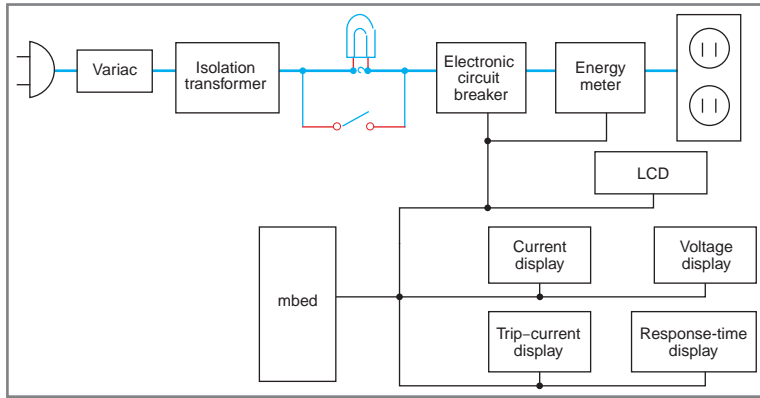 Variac
Isolation
transformer
Electronic
circuit
breaker
Energy
meter
LCD
mbed
Current
display
Voltage
display
Trip–current
display
Response-time
display